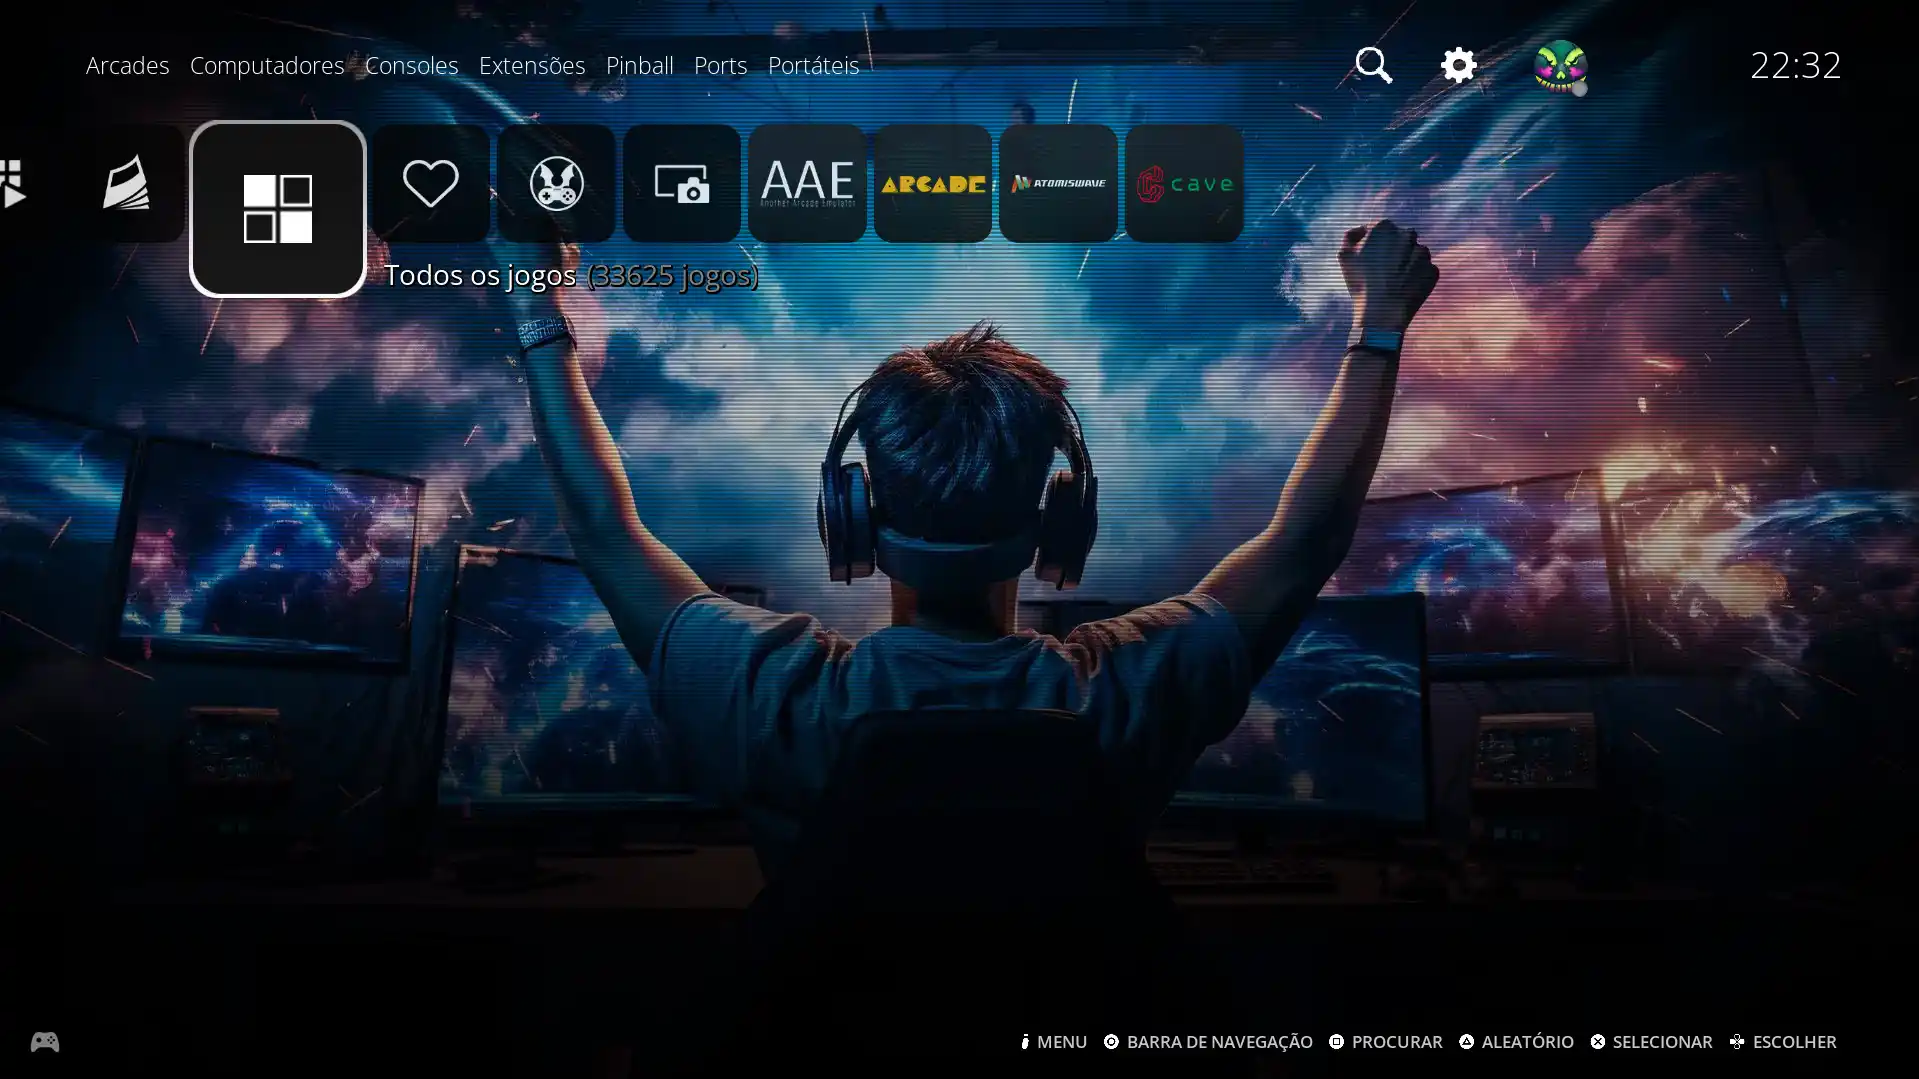 Arcades Computadores Consoles Extensões Pinball Ports Portáteis
22:32
AAE
Another Arcade Emulator
ARCADE
ATOMISWAVE
cave
Todos os jogos (33625 jogos)
MENU BARRA DE NAVEGAÇÃO PROCURAR ALEATÓRIO SELECIONAR ESCOLHER